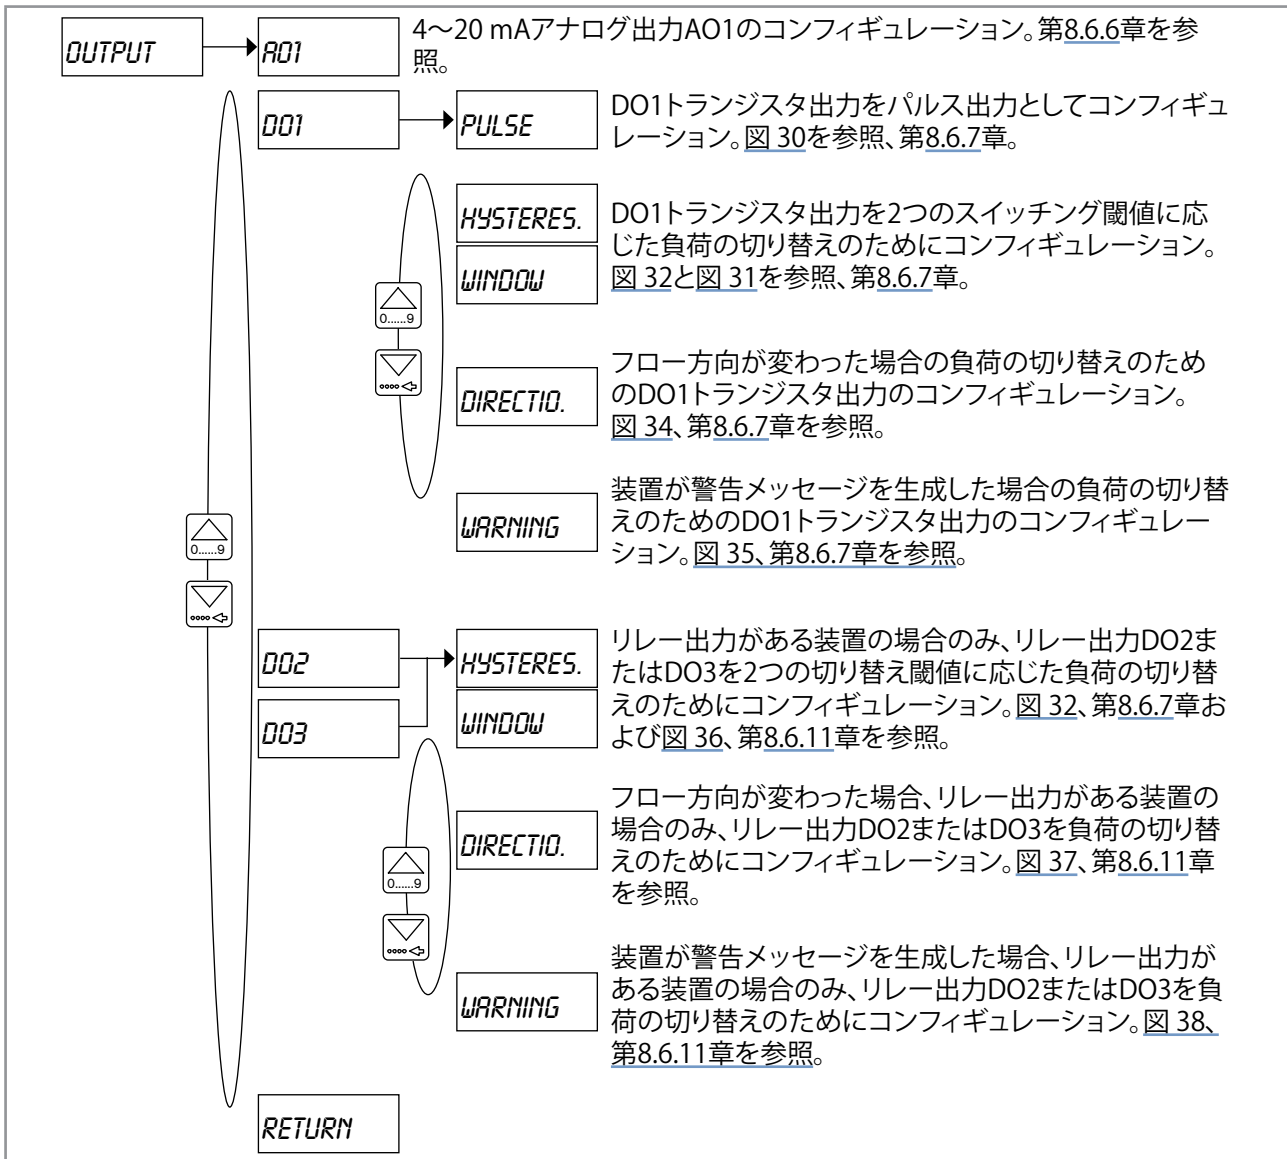 OUTPUT
AO1
4～20 mAアナログ出力AO1のコンフィギュレーション。第8.6.6章を参
照。
DO1
PULSE
DO1トランジスタ出力をパルス出力としてコンフィギュ
レーション。図 30を参照、第8.6.7章。
HYSTERES.
WINDOW
DO1トランジスタ出力を2つのスイッチング閾値に応
じた負荷の切り替えのためにコンフィギュレーション。
図 32と図 31を参照、第8.6.7章。
0......9
DIRECTIO.
フロー方向が変わった場合の負荷の切り替えのため
のDO1トランジスタ出力のコンフィギュレーション。
図 34、第8.6.7章を参照。
WARNING
装置が警告メッセージを生成した場合の負荷の切り替
えのためのDO1トランジスタ出力のコンフィギュレー
ション。図 35、第8.6.7章を参照。
0......9
DO2
DO3
HYSTERES.
WINDOW
リレー出力がある装置の場合のみ、リレー出力DO2ま
たはDO3を2つの切り替え閾値に応じた負荷の切り替
えのためにコンフィギュレーション。図 32、第8.6.7章お
よび図 36、第8.6.11章を参照。
0......9
DIRECTIO.
フロー方向が変わった場合、リレー出力がある装置の
場合のみ、リレー出力DO2またはDO3を負荷の切り替
えのためにコンフィギュレーション。図 37、第8.6.11章
を参照。
WARNING
装置が警告メッセージを生成した場合、リレー出力が
ある装置の場合のみ、リレー出力DO2またはDO3を負
荷の切り替えのためにコンフィギュレーション。図 38、
第8.6.11章を参照。
RETURN